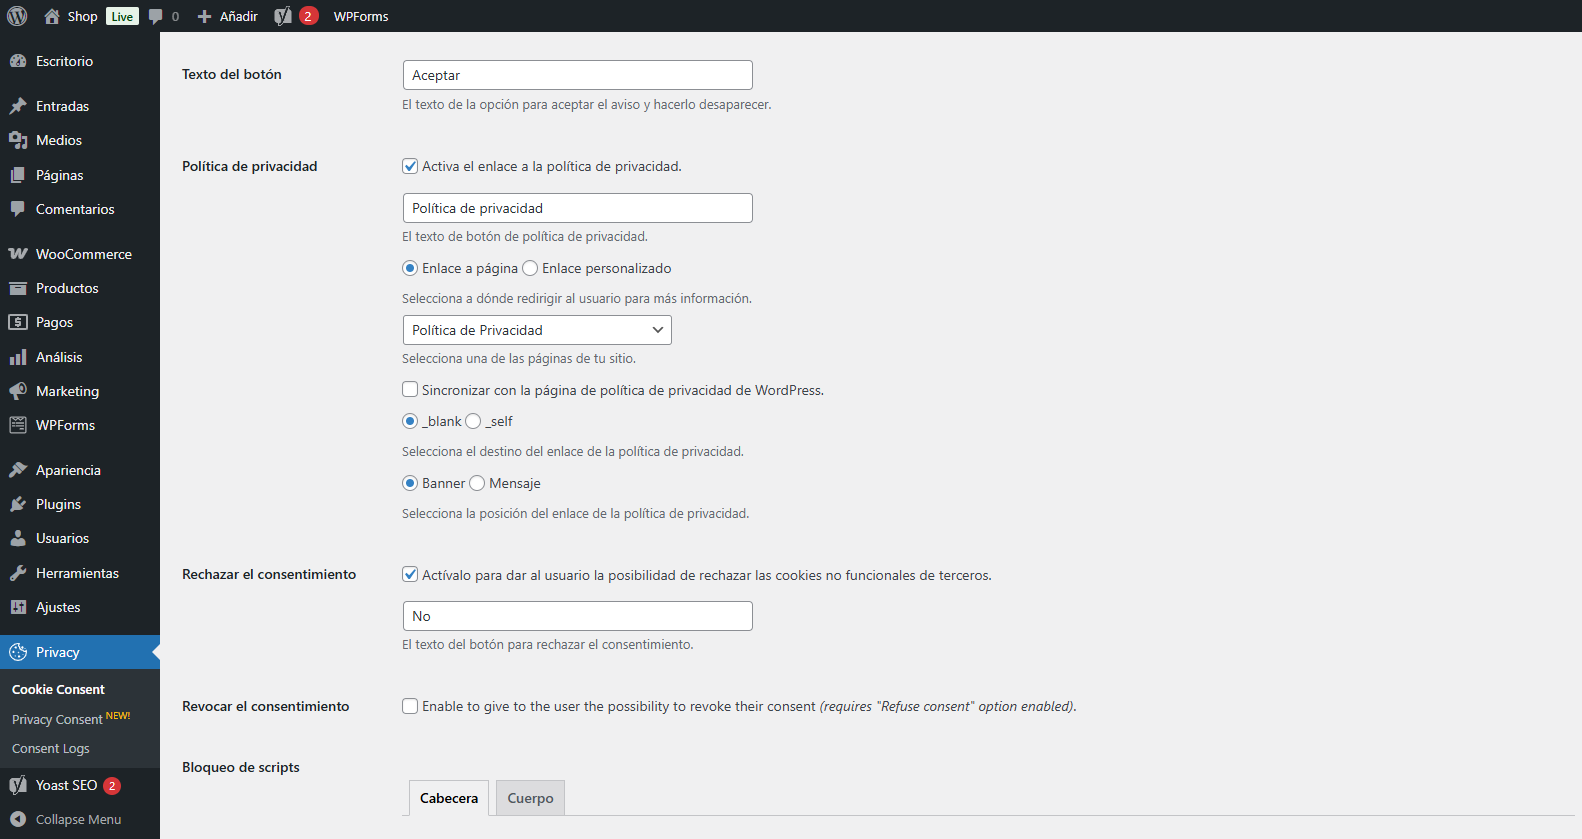 Shop Live 0 Añadir 2 WPForms
Escritorio
Entradas
Medios
Páginas
Comentarios
WooCommerce
Productos
Pagos
Análisis
Marketing
WPForms
Apariencia
Plugins
Usuarios
Herramientas
Ajustes
Privacy
Cookie Consent
Privacy Consent NEW!
Consent Logs
Yoast SEO 2
Collapse Menu
Texto del botón
Aceptar
El texto de la opción para aceptar el aviso y hacerlo desaparecer.
Política de privacidad
Activa el enlace a la política de privacidad.
Política de privacidad
El texto de botón de política de privacidad.
Enlace a página Enlace personalizado
Selecciona a dónde redirigir al usuario para más información.
Política de Privacidad
Selecciona una de las páginas de tu sitio.
Sincronizar con la página de política de privacidad de WordPress.
_blank _self
Selecciona el destino del enlace de la política de privacidad.
Banner Mensaje
Selecciona la posición del enlace de la política de privacidad.
Rechazar el consentimiento
Actívalo para dar al usuario la posibilidad de rechazar las cookies no funcionales de terceros.
No
El texto del botón para rechazar el consentimiento.
Revocar el consentimiento
Enable to give to the user the possibility to revoke their consent (requires "Refuse consent" option enabled).
Bloqueo de scripts
Cabecera Cuerpo